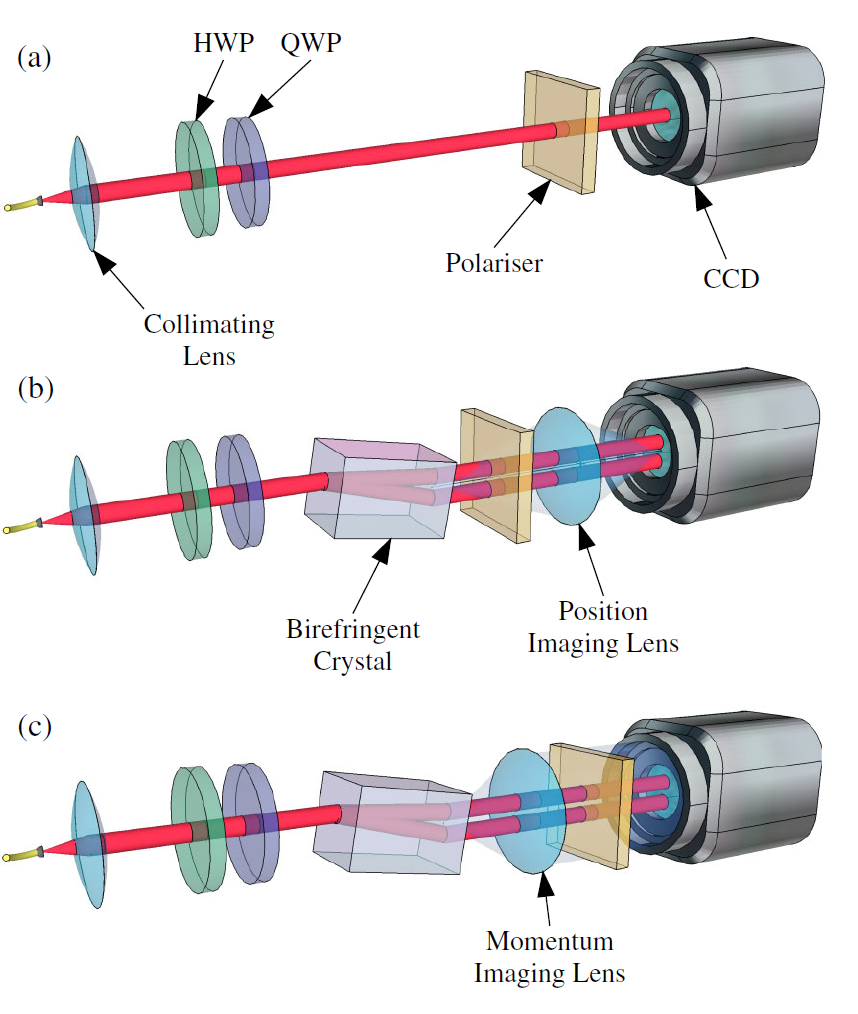 (a)
HWP QWP
Polariser
CCD
Collimating
Lens
(b)
Birefringent
Crystal
Position
Imaging Lens
(c)
Momentum
Imaging Lens